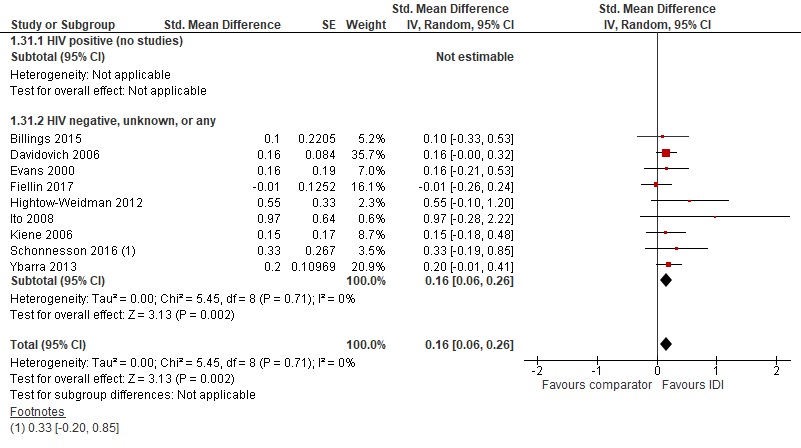 Std. Mean Difference Std. Mean Difference
Study or Subgroup Std. Mean Difference SE Weight IV, Random, 95% CI IV, Random, 95% CI
1.31.1 HIV positive (no studies)
Subtotal (95% CI) Not estimable
Heterogeneity: Not applicable
Test for overall effect: Not applicable
1.31.2 HIV negative, unknown, or any
Billings 2015 0.1 0.2205 5.2% 0.10 [-0.33, 0.53]
Davidovich 2006 0.16 0.084 35.7% 0.16 [-0.00, 0.32]
Evans 2000 0.16 0.19 7.0% 0.16 [-0.21, 0.53]
Fiellin 2017 -0.01 0.1252 16.1% -0.01 [-0.26, 0.24]
Hightow-Weidman 2012 0.55 0.33 2.3% 0.55 [-0.10, 1.20]
Ito 2008 0.97 0.64 0.6% 0.97 [-0.28, 2.22]
Kiene 2006 0.15 0.17 8.7% 0.15 [-0.18, 0.48]
Schonnesson 2016 (1) 0.33 0.267 3.5% 0.33 [-0.19, 0.85]
Ybarra 2013 0.2 0.10969 20.9% 0.20 [-0.01, 0.41]
Subtotal (95% CI) 100.0% 0.16 [0.06, 0.26]
Heterogeneity: Tau² = 0.00; Chi² = 5.45, df = 8 (P = 0.71); I² = 0%
Test for overall effect: Z = 3.13 (P = 0.002)
Total (95% CI) 100.0% 0.16 [0.06, 0.26]
Heterogeneity: Tau² = 0.00; Chi² = 5.45, df = 8 (P = 0.71); I² = 0%
Test for overall effect: Z = 3.13 (P = 0.002)
Test for subgroup differences: Not applicable
-2 -1 0 1 2
Favours comparator Favours IDI
Footnotes
(1) 0.33 [-0.20, 0.85]